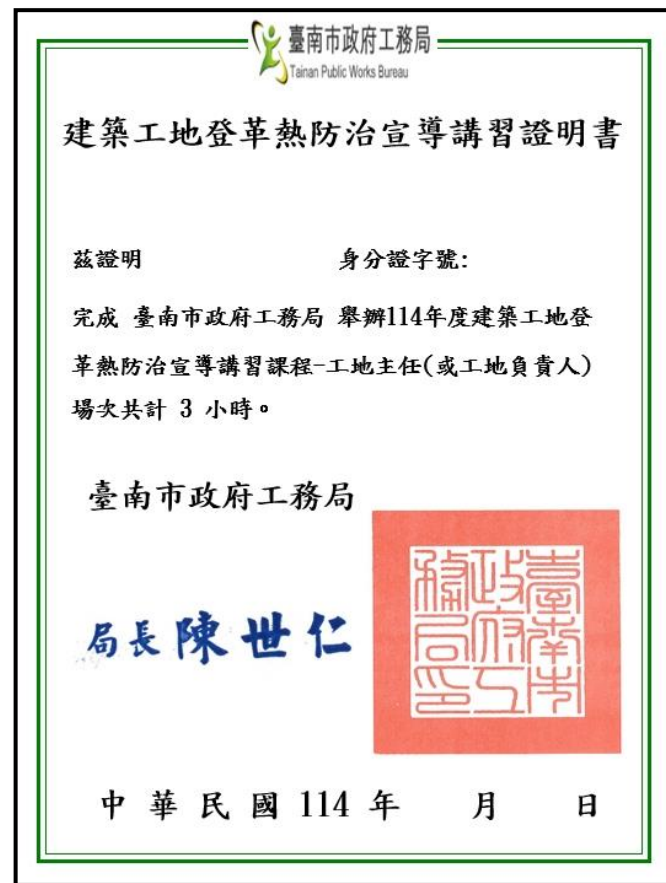 臺南市政府工務局
Tainan Public Works Bureau
建築工地登革熱防治宣導講習證明書
茲證明 身分證字號:
完成 臺南市政府工務局 舉辦114年度建築工地登
革熱防治宣導講習課程-工地主任(或工地負責人)
場次共計 3 小時。
臺南市政府工務局
局長陳世仁
臺南市政府工務局印
中華民國 114 年 月 日